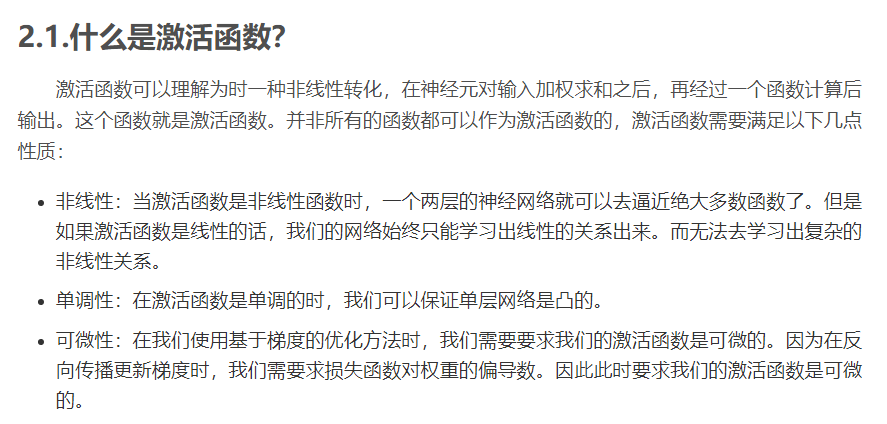 2.1.什么是激活函数?
激活函数可以理解为时一种非线性转化，在神经元对输入加权求和之后，再经过一个函数计算后
输出。这个函数就是激活函数。并非所有的函数都可以作为激活函数的，激活函数需要满足以下几点
性质：
• 非线性：当激活函数是非线性函数时，一个两层的神经网络就可以去逼近绝大多数函数了。但是
如果激活函数是线性的话，我们的网络始终只能学习出线性的关系出来。而无法去学习出复杂的
非线性关系。
• 单调性：在激活函数是单调的时，我们可以保证单层网络是凸的。
• 可微性：在我们使用基于梯度的优化方法时，我们需要要求我们的激活函数是可微的。因为在反
向传播更新梯度时，我们需要求损失函数对权重的偏导数。因此此时要求我们的激活函数是可微
的。